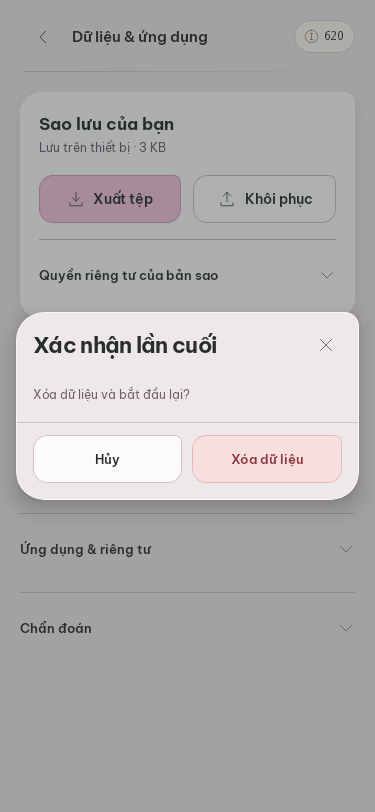 Dữ liệu & ứng dụng
620
Sao lưu của bạn
Lưu trên thiết bị · 3 KB
Xuất tệp
Khôi phục
Quyền riêng tư của bản sao
Xác nhận lần cuối
Xóa dữ liệu và bắt đầu lại?
Hủy
Xóa dữ liệu
Ứng dụng & riêng tư
Chẩn đoán